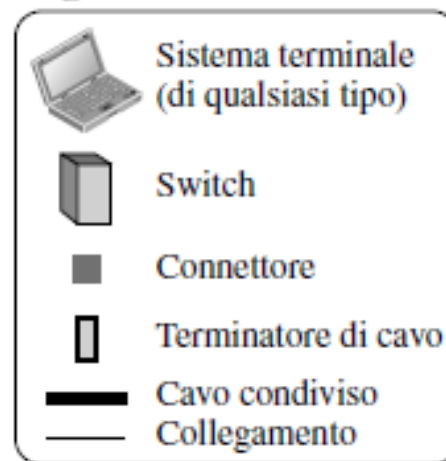 Sistema terminale
(di qualsiasi tipo)
Switch
Connettore
Terminatore di cavo
Cavo condiviso
Collegamento